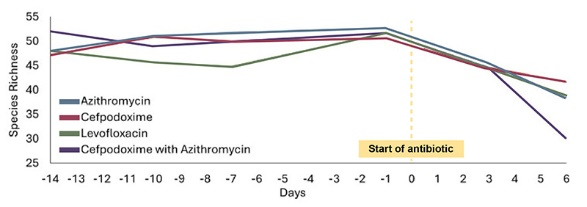 55
50
45
40
35
30
25
Species Richness
Azithromycin
Cefpodoxime
Levofloxacin
Cefpodoxime with Azithromycin
Start of antibiotic
-14 -13 -12 -11 -10 -9 -8 -7 -6 -5 -4 -3 -2 -1 0 1 2 3 4 5 6
Days